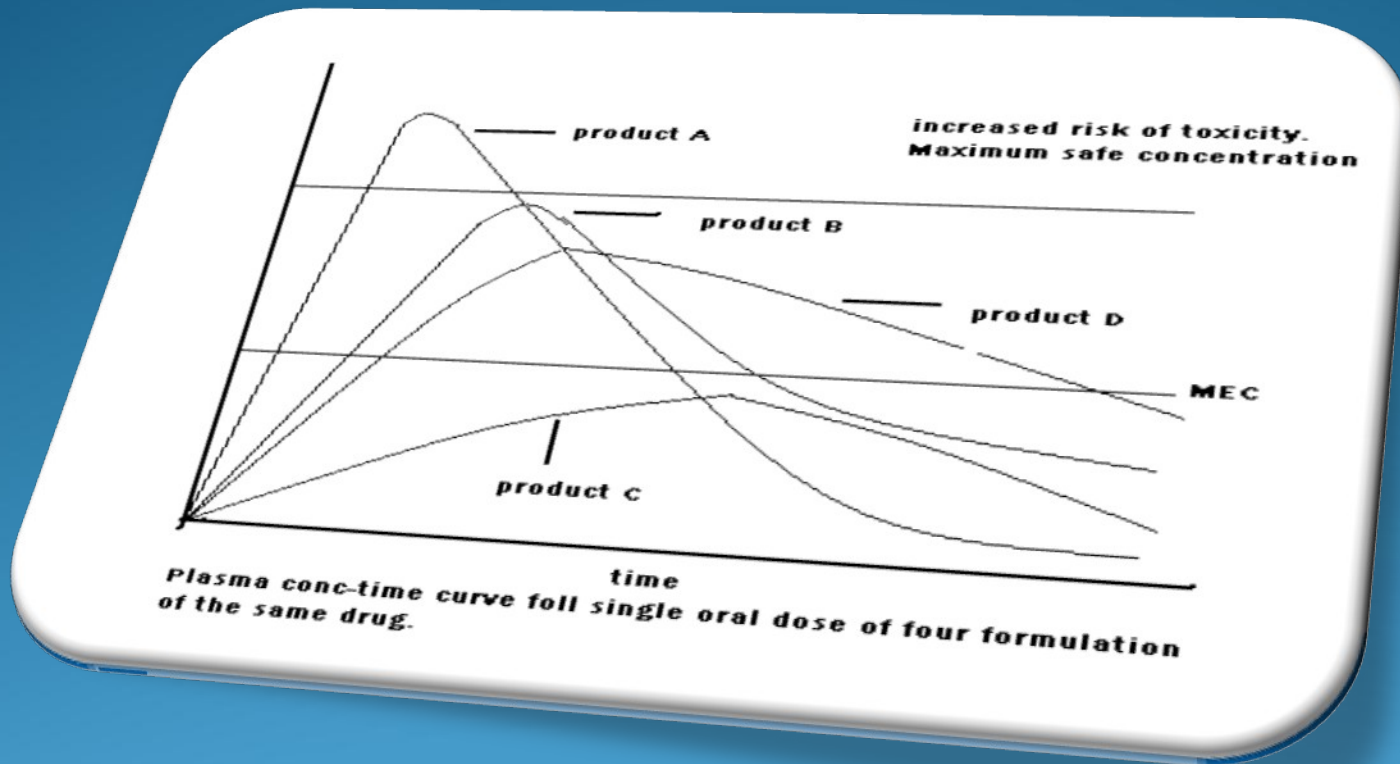 product A
increased risk of toxicity.
Maximum safe concentration
product B
product D
MEC
product C
time
Plasma conc-time curve foll single oral dose of four formulation
of the same drug.